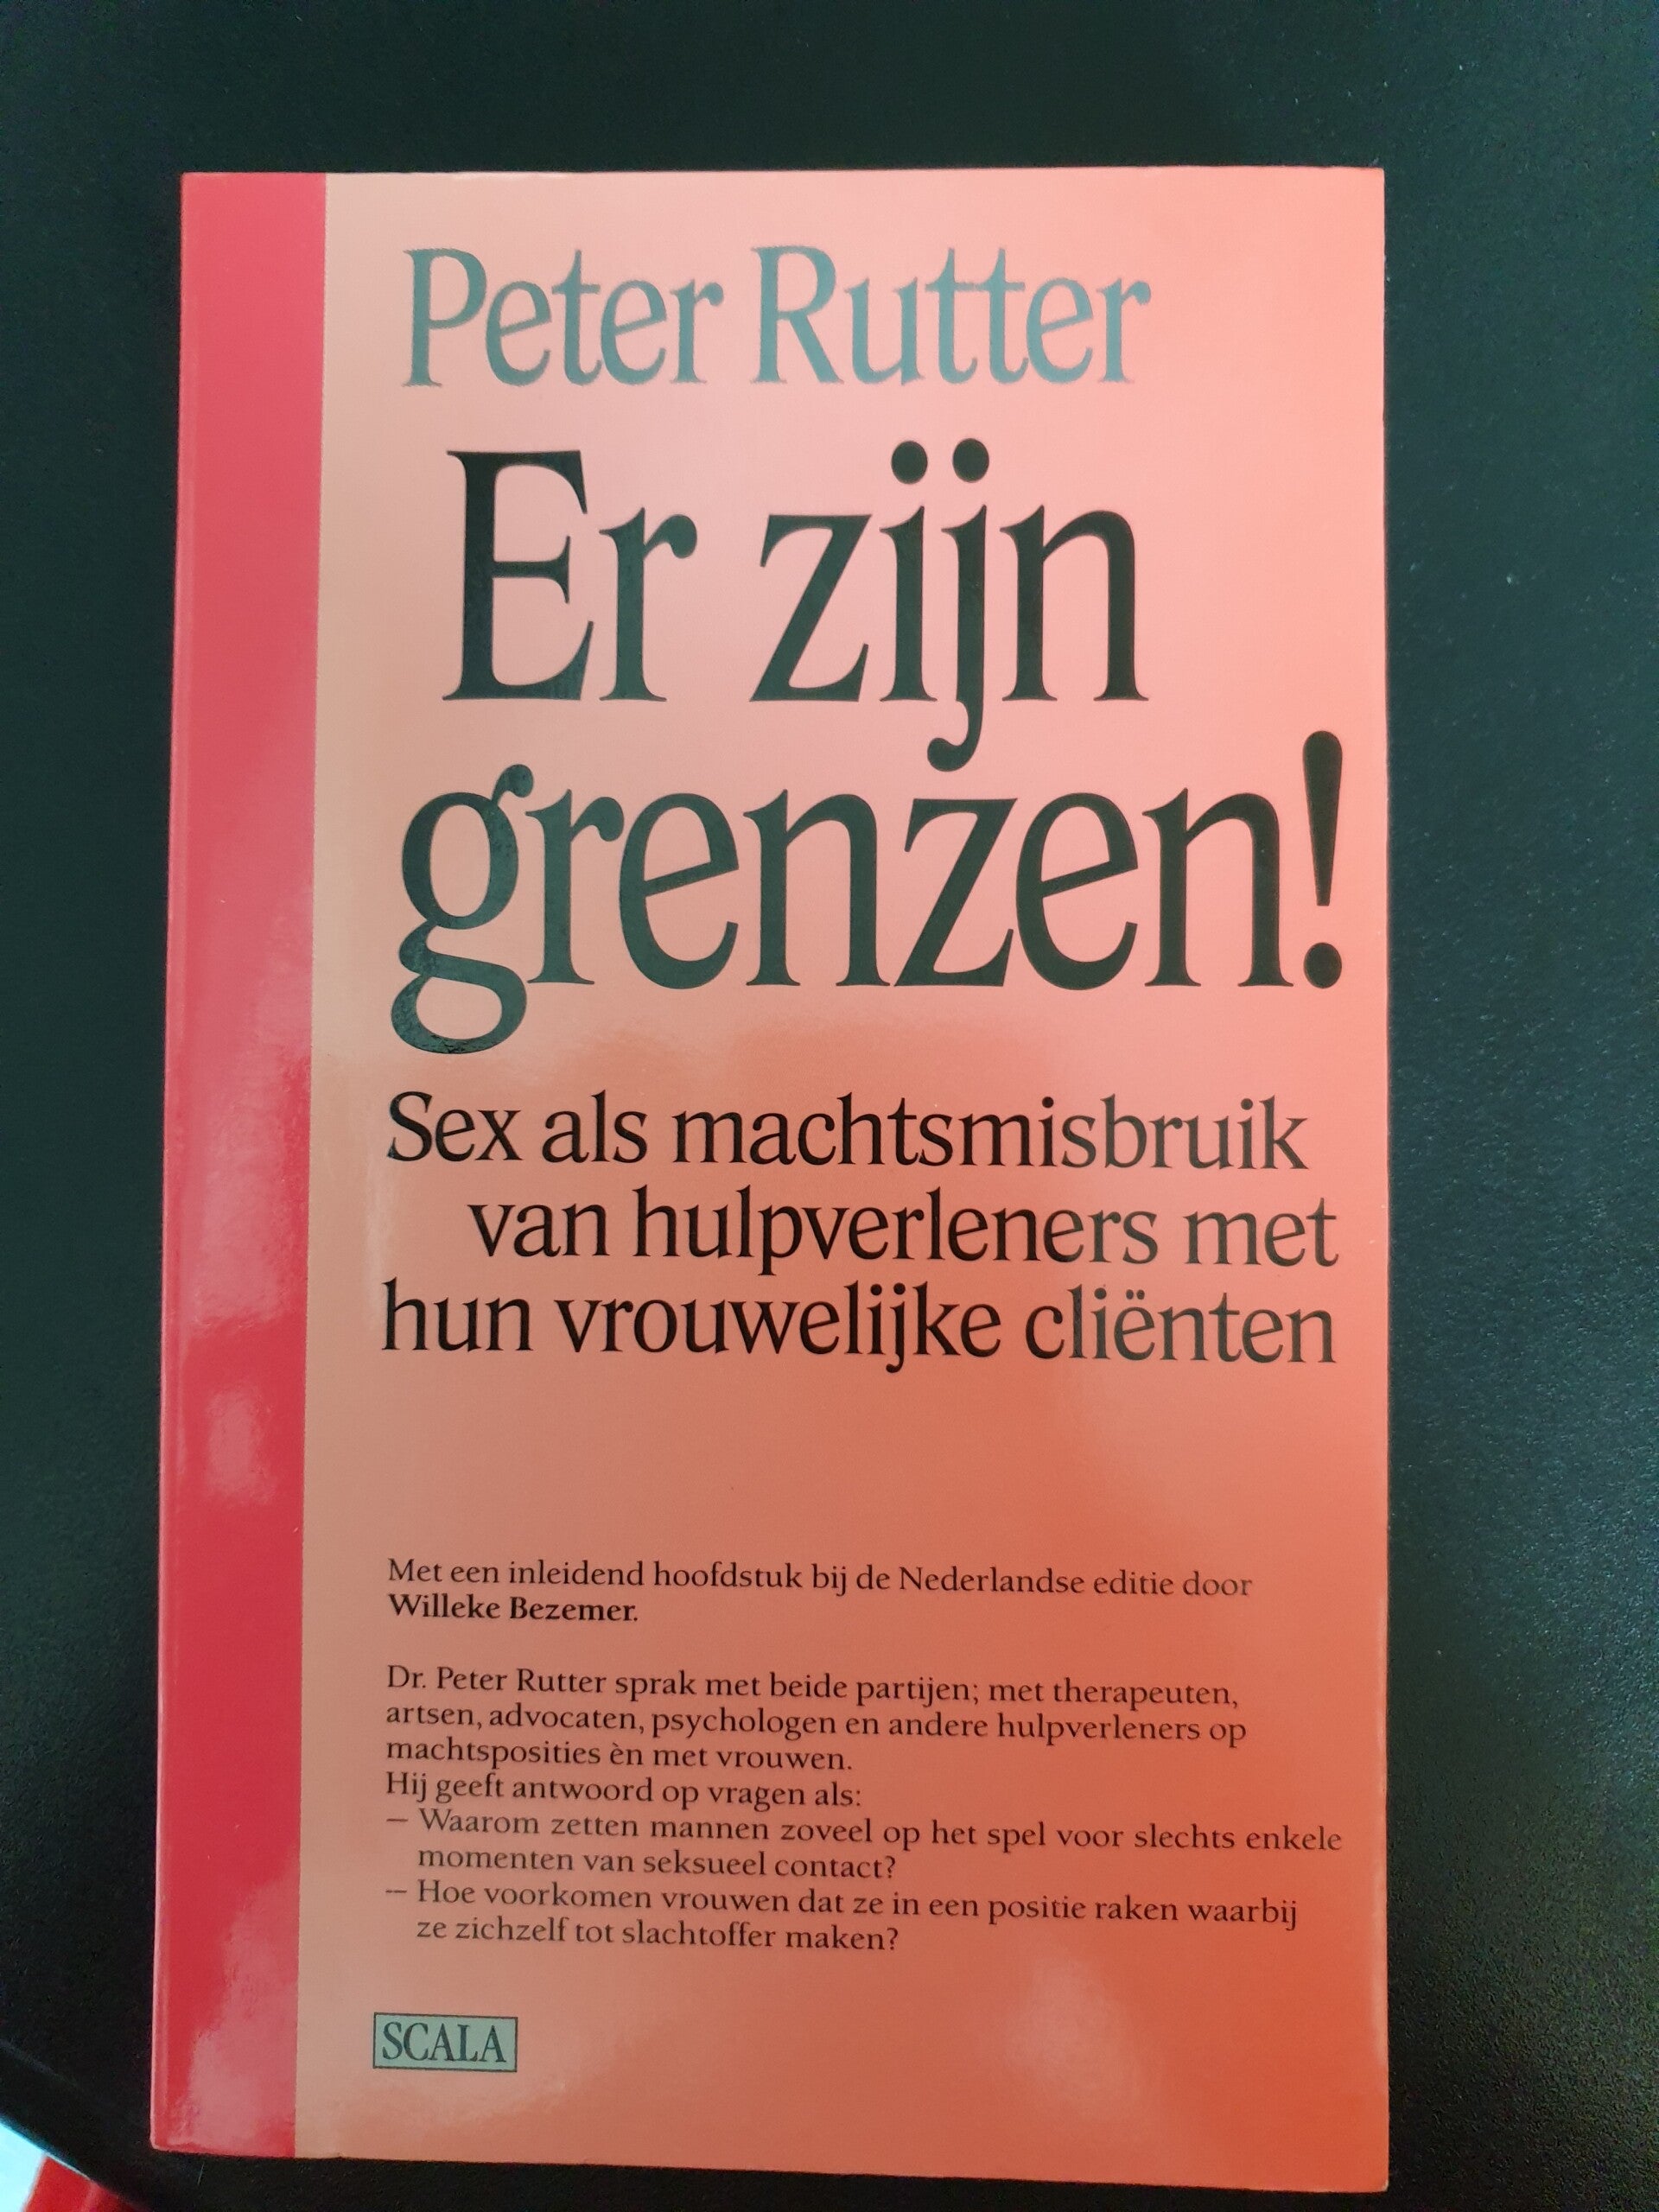 Peter Rutter
Er zijn
grenzen!
Sex als machtsmisbruik
van hulpverleners met
hun vrouwelijke cliënten
Met een inleidend hoofdstuk bij de Nederlandse editie door
Willeke Bezemer.
Dr. Peter Rutter sprak met beide partijen; met therapeuten,
artsen, advocaten, psychologen en andere hulpverleners op
machtsposities èn met vrouwen.
Hij geeft antwoord op vragen als:
– Waarom zetten mannen zoveel op het spel voor slechts enkele
momenten van seksueel contact?
– Hoe voorkomen vrouwen dat ze in een positie raken waarbij
ze zichzelf tot slachtoffer maken?
SCALA